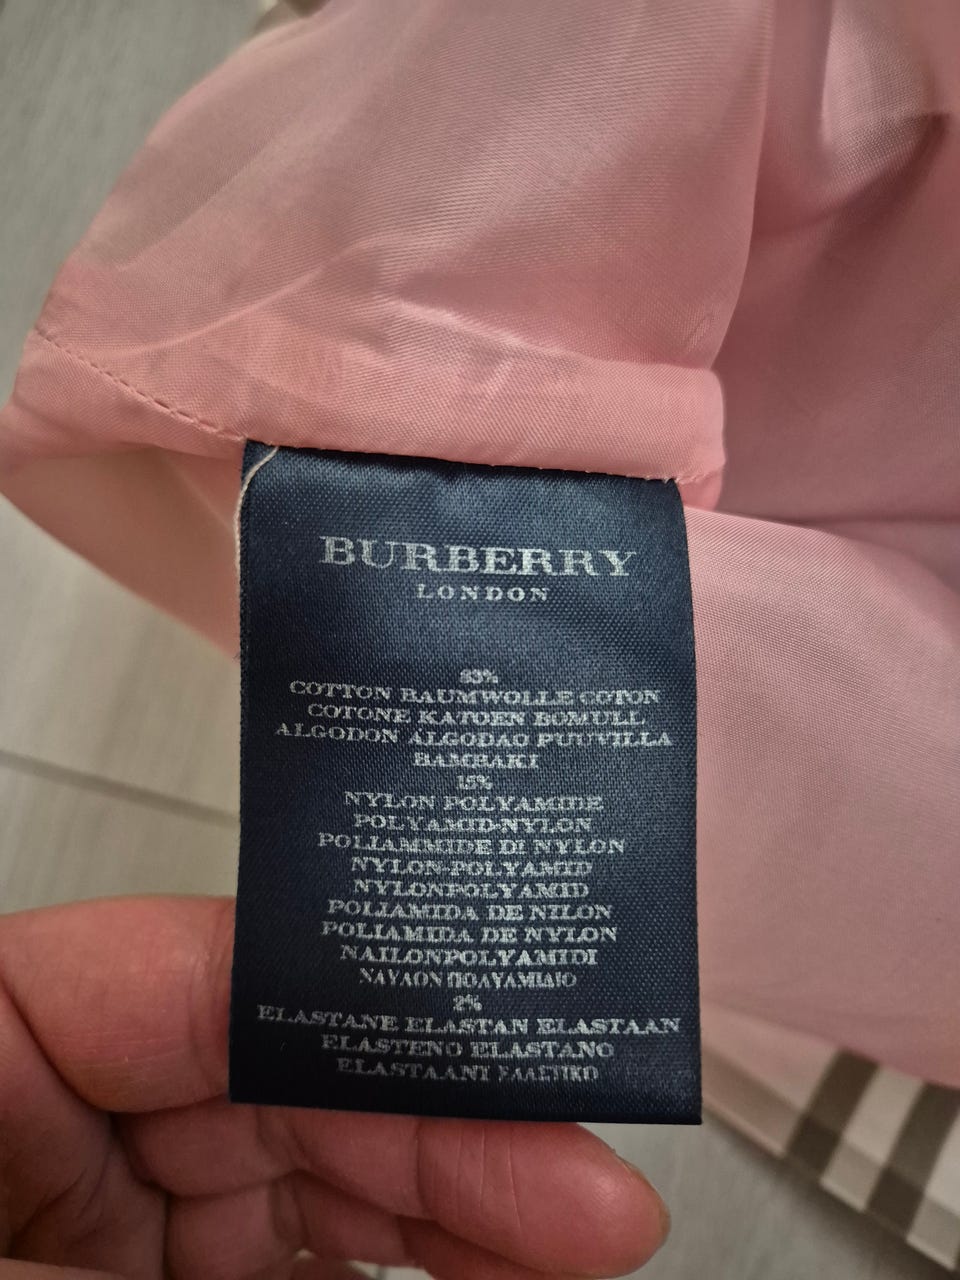 BURBERRY
LONDON
83%
COTTON BAUMWOLLE COTON
COTONE KATOEN BOMULL
ALGODON ALGODAO PUUVILLA
BAMBAKI
15%
NYLON POLYAMIDE
POLYAMID-NYLON
POLIAMMIDE DI NYLON
NYLON-POLYAMID
NYLONPOLYAMID
POLIAMIDA DE NILON
POLIAMIDA DE NYLON
NAILONPOLYAMIDI
ΝΑΥΛΟΝ ΠΟΛΥΑΜΙΔΙΟ
2%
ELASTANE ELASTAN ELASTAAN
ELASTENO ELASTANO
ELASTAANI ΕΛΑΣΤΙΚΟ